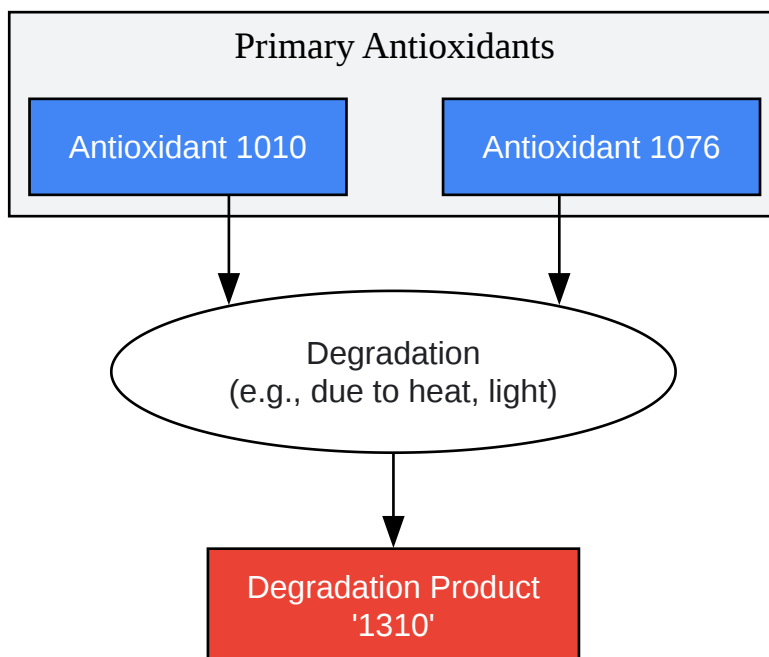 Primary Antioxidants
Antioxidant 1010
Antioxidant 1076
Degradation
(e.g., due to heat, light)
Degradation Product
'1310'